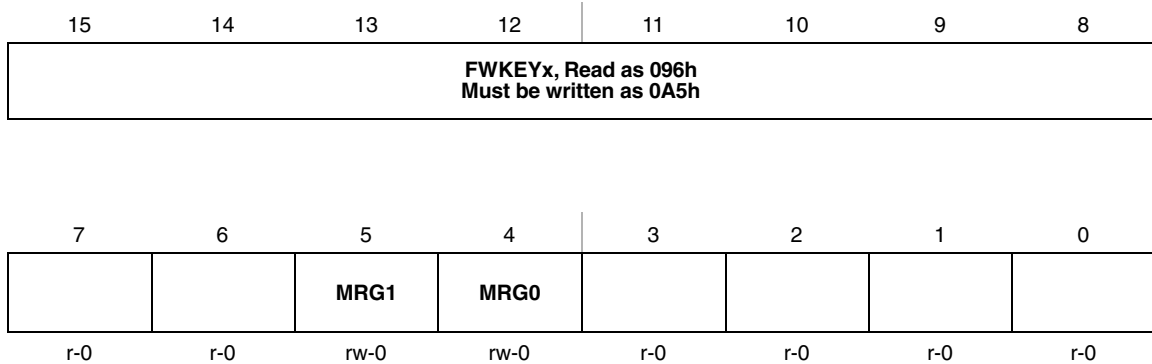 15 14 13 12 11 10 9 8
FWKEYx, Read as 096h
Must be written as 0A5h
7 6 5 4 3 2 1 0
MRG1 MRG0
r-0 r-0 rw-0 rw-0 r-0 r-0 r-0 r-0